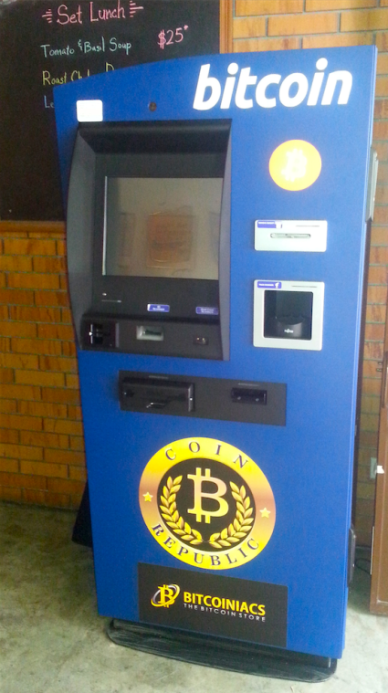 Set Lunch
Tomato & Basil Soup $25*
bitcoin
COIN
REPUBLIC
BITCOINIACS
THE BITCOIN STORE